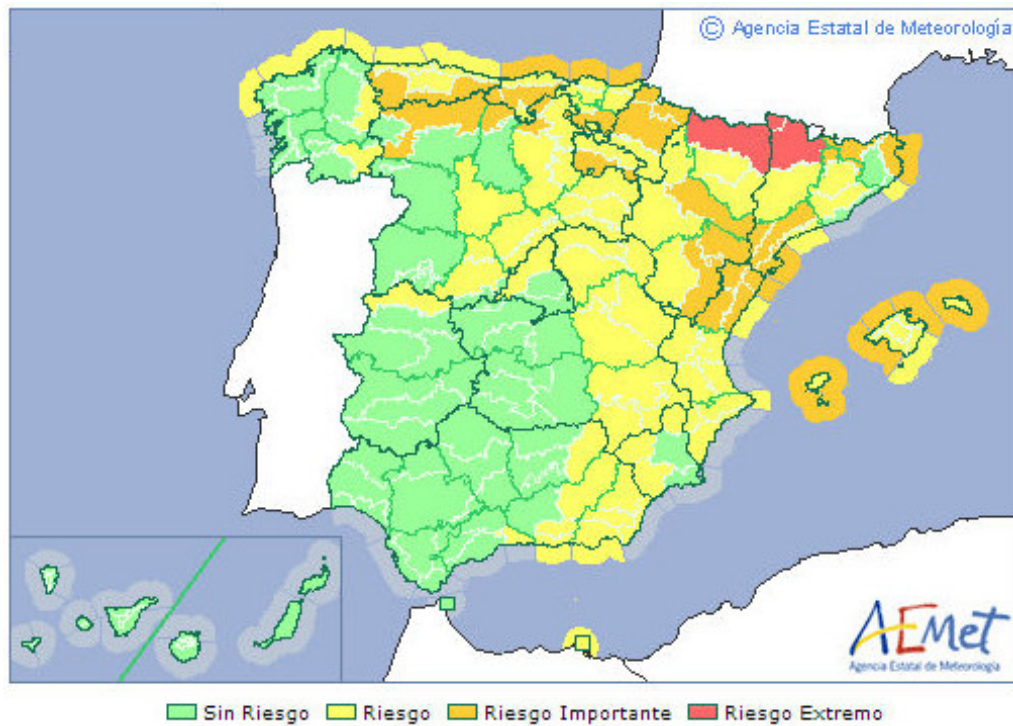 © Agencia Estatal de Meteorología
AEMet
Agencia Estatal de Meteorología
Sin Riesgo Riesgo Riesgo Importante Riesgo Extremo